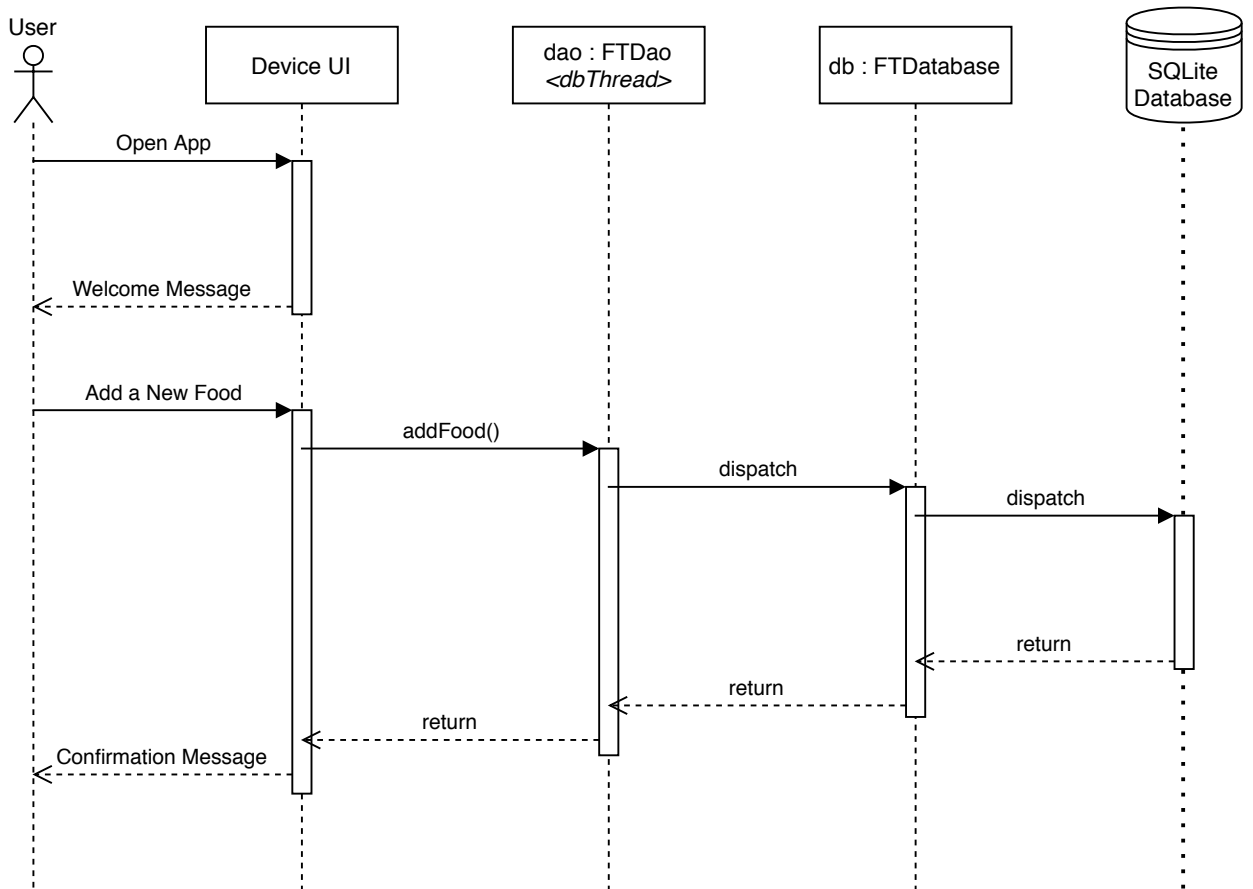 User
Device UI
dao : FTDao
<dbThread>
db : FTDatabase
SQLite
Database
Open App
Welcome Message
Add a New Food
addFood()
dispatch
dispatch
return
return
return
Confirmation Message